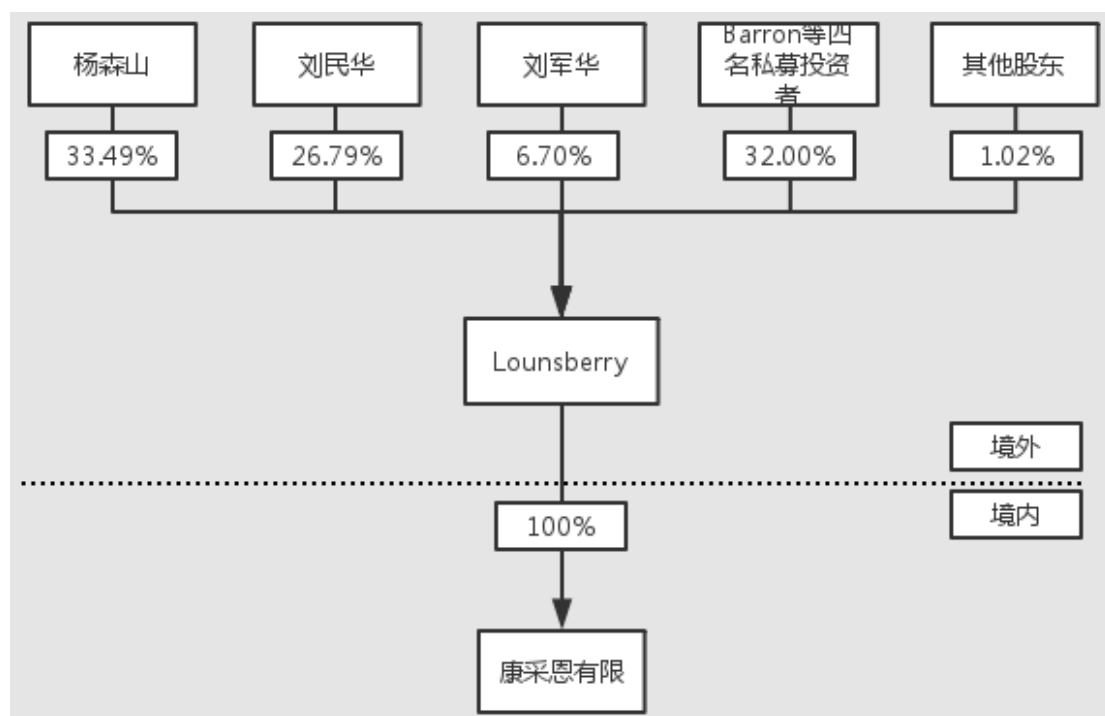 杨森山
刘民华
刘军华
Barron等四
名私募投资
者
其他股东
33.49%
26.79%
6.70%
32.00%
1.02%
Lounsberry
境外
境内
100%
康采恩有限